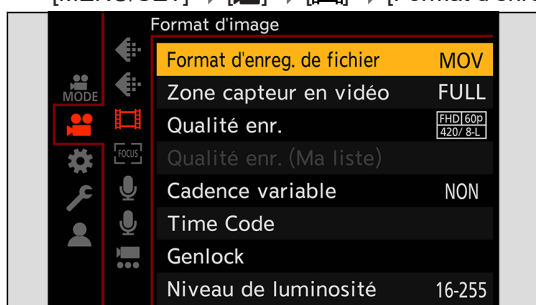 Format d'image
MODE
Format d'enreg. de fichier MOV
Zone capteur en vidéo FULL
Qualité enr. FHD 60p 420/ 8-L
FOCUS
Qualité enr. (Ma liste)
Cadence variable NON
Time Code
Genlock
Niveau de luminosité 16-255